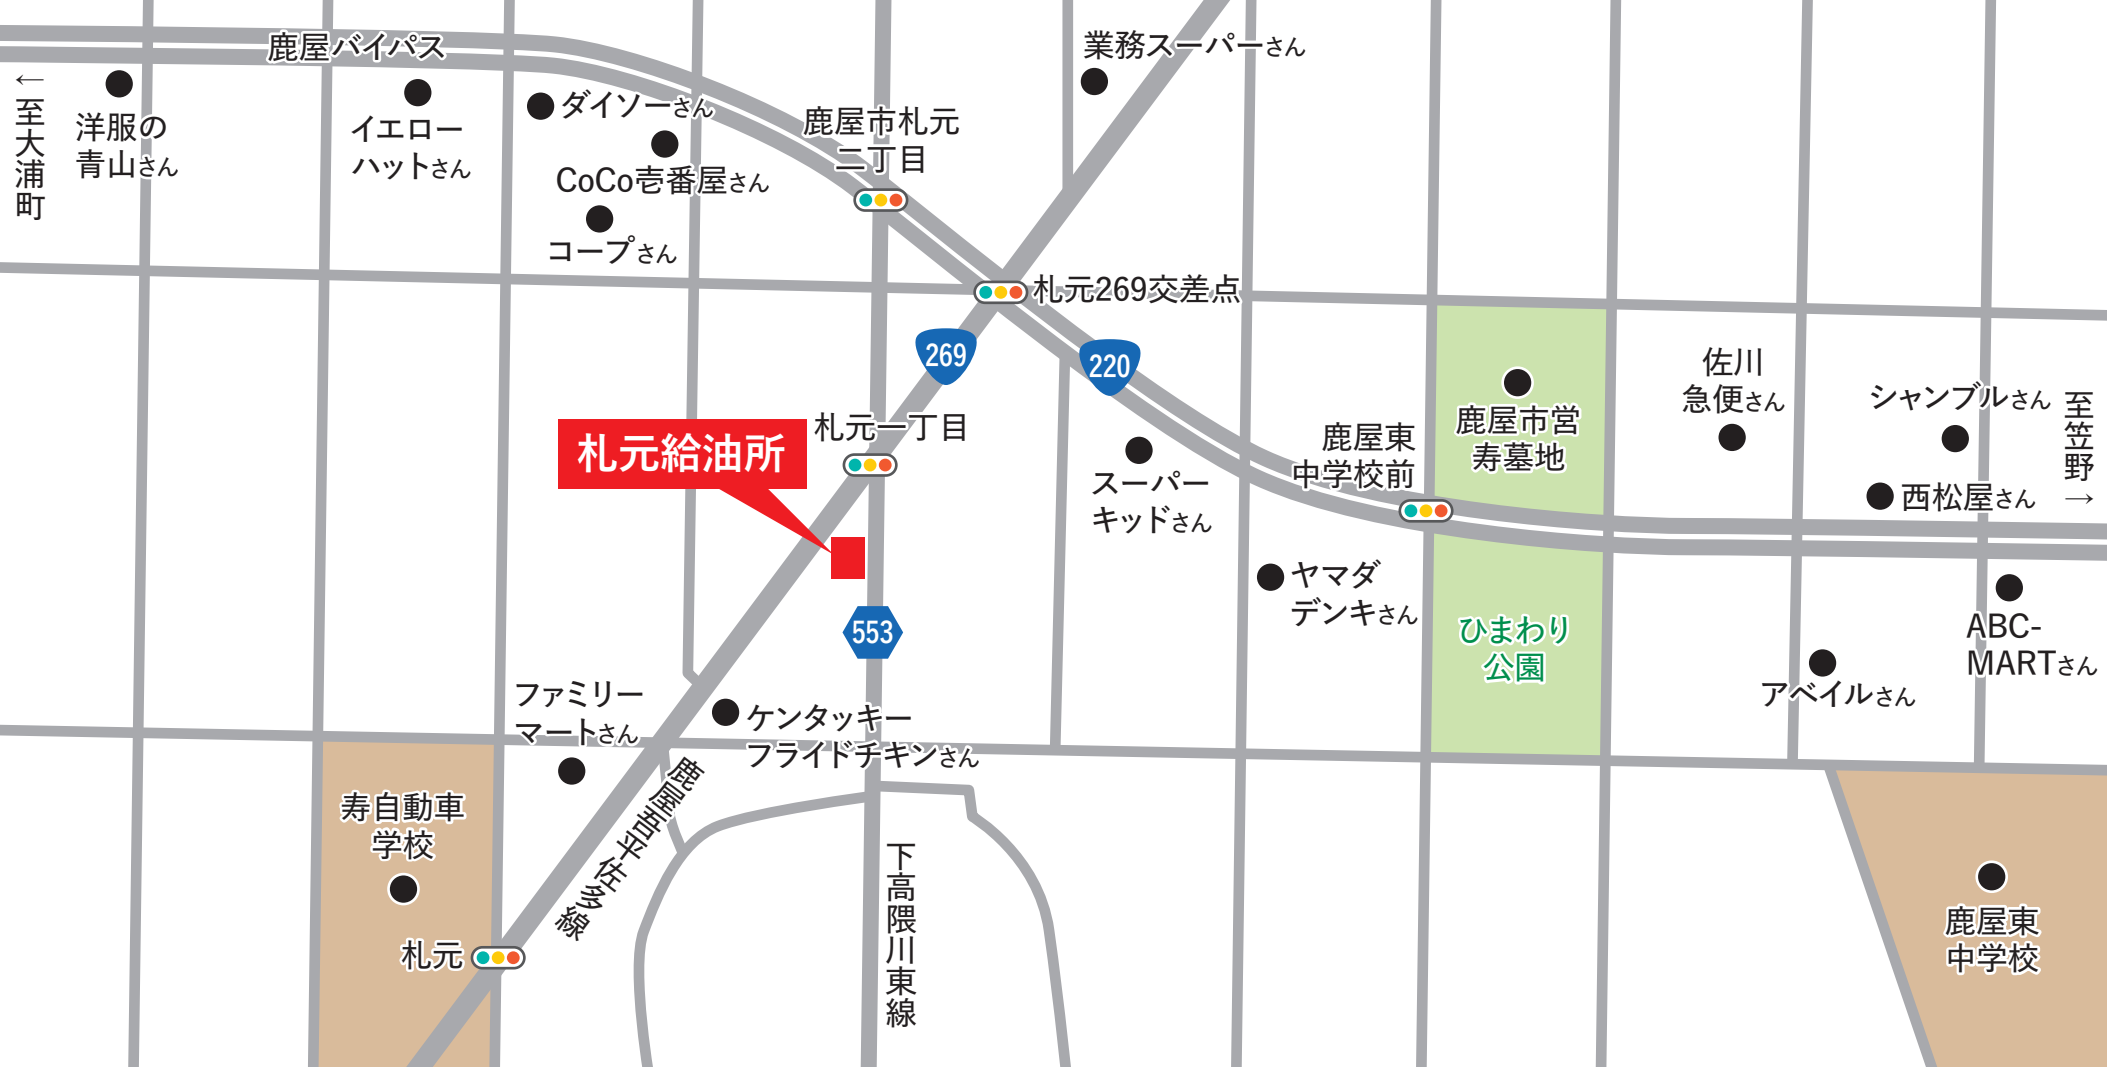 鹿屋バイパス
業務スーパーさん
←至大浦町
洋服の
青山さん
イエロー
ハットさん
ダイソーさん
CoCo壱番屋さん
コープさん
鹿屋市札元
二丁目
札元269交差点
269
220
札元給油所
札元一丁目
スーパー
キッドさん
鹿屋東
中学校前
鹿屋市営
寿墓地
佐川
急便さん
シャンブルさん
西松屋さん
至笠野→
553
ヤマダ
デンキさん
ひまわり
公園
ABC-
MARTさん
アベイルさん
ファミリー
マートさん
ケンタッキー
フライドチキンさん
寿自動車
学校
札元
鹿屋吾平佐多線
下高隈川東線
鹿屋東
中学校